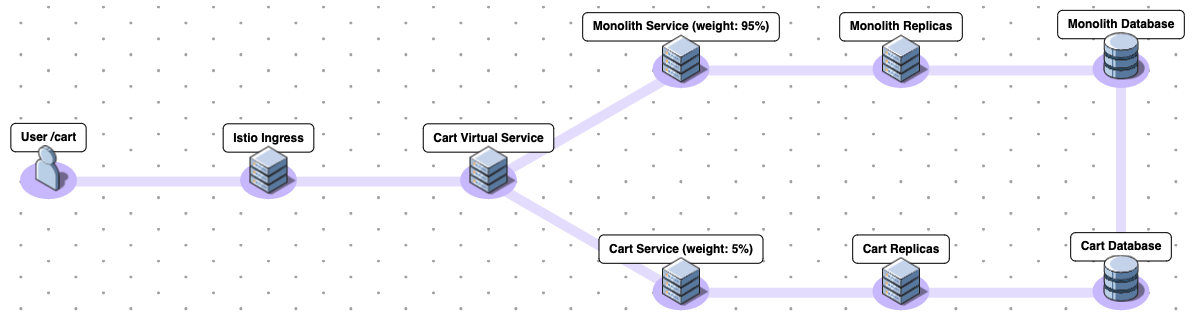 Monolith Service (weight: 95%)
Monolith Replicas
Monolith Database
User /cart
Istio Ingress
Cart Virtual Service
Cart Service (weight: 5%)
Cart Replicas
Cart Database